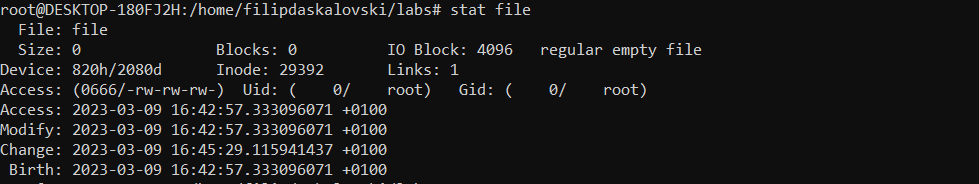 root@DESKTOP-180FJ2H:/home/filipdaskalovski/labs# stat file
  File: file
  Size: 0               Blocks: 0          IO Block: 4096   regular empty file
Device: 820h/2080d      Inode: 29392       Links: 1
Access: (0666/-rw-rw-rw-)  Uid: (    0/    root)   Gid: (    0/    root)
Access: 2023-03-09 16:42:57.333096071 +0100
Modify: 2023-03-09 16:42:57.333096071 +0100
Change: 2023-03-09 16:45:29.115941437 +0100
 Birth: 2023-03-09 16:42:57.333096071 +0100